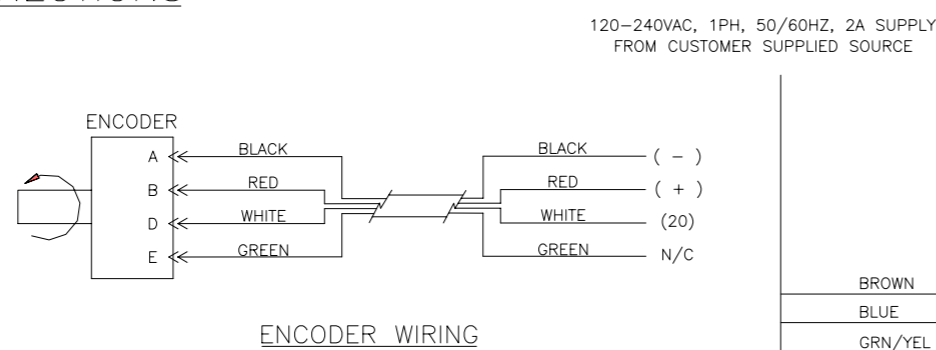 120-240VAC, 1PH, 50/60HZ, 2A SUPPLY
FROM CUSTOMER SUPPLIED SOURCE
ENCODER
A BLACK BLACK ( - )
B RED RED ( + )
D WHITE WHITE (20)
E GREEN GREEN N/C
ENCODER WIRING
BROWN
BLUE
GRN/YEL